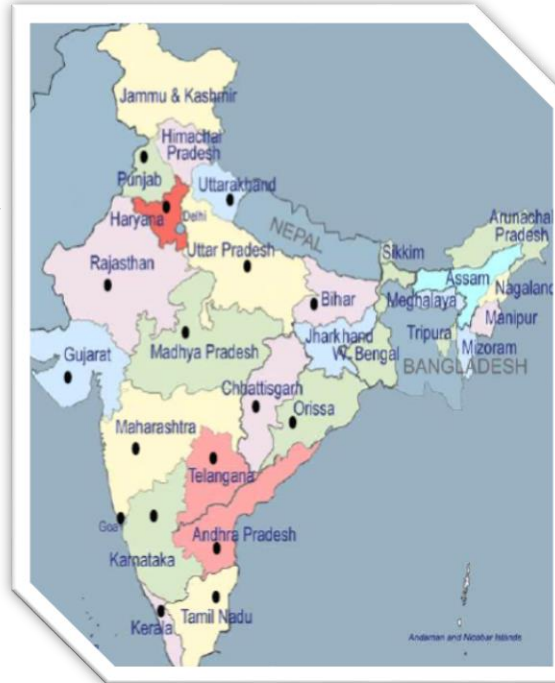 Jammu & Kashmir
Himachal
Pradesh
Punjab
Uttarakhand
Haryana
Delhi
Arunachal
Pradesh
NEPAL
Sikkim
Uttar Pradesh
Rajasthan
Assam
Nagaland
Bihar
Meghalaya
Manipur
Jharkhand
Tripura
Mizoram
Gujarat
Madhya Pradesh
W. Bengal
BANGLADESH
Chhattisgarh
Orissa
Maharashtra
Telangana
Goa
Andhra Pradesh
Karnataka
Tamil Nadu
Kerala
Andaman and Nicobar Islands